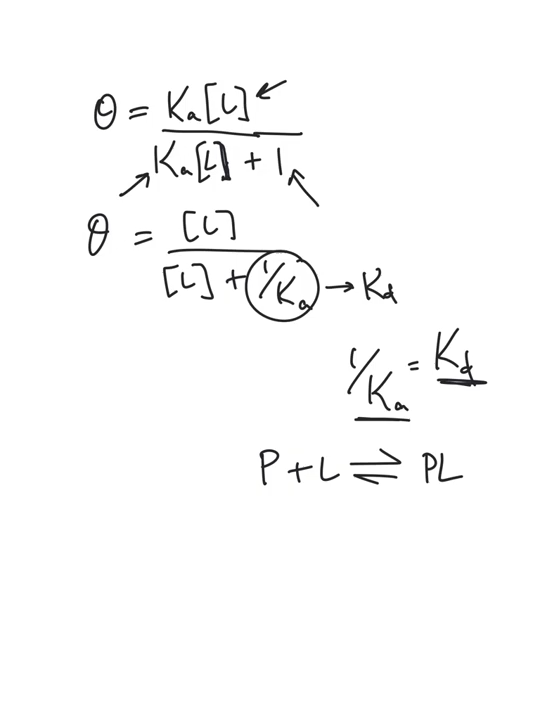 θ = Ka[L] ←
Ka[L] + 1
θ = [L]
[L] + 1/Ka → Kd
1/Ka = Kd
P + L ⇌ PL